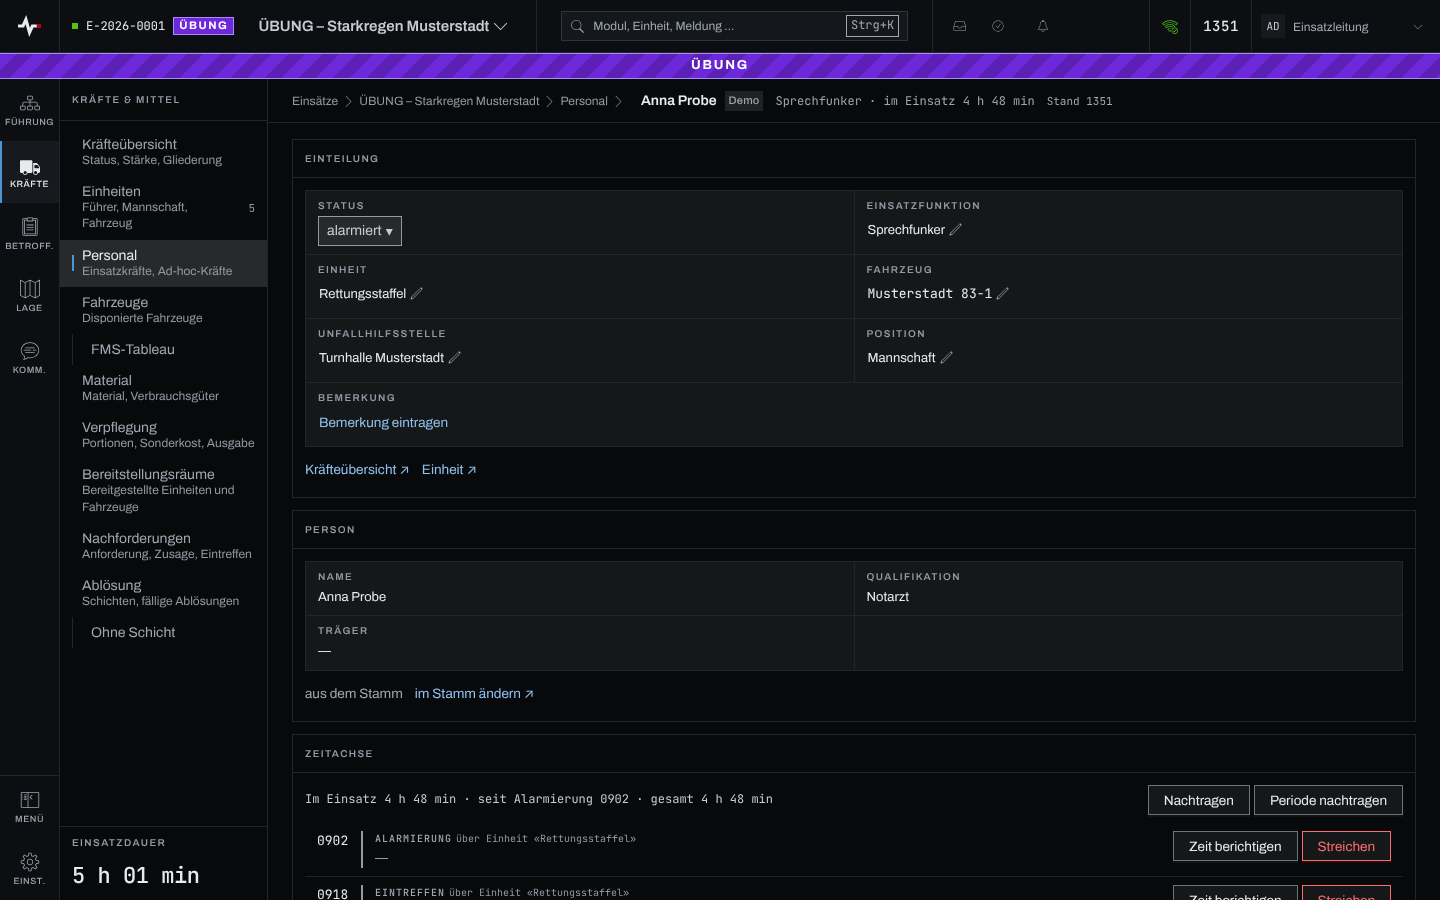 E-2026-0001 ÜBUNG ÜBUNG – Starkregen Musterstadt Modul, Einheit, Meldung ... Strg+K 1351 AD Einsatzleitung
ÜBUNG
FÜHRUNG
KRÄFTE
BETROFF.
LAGE
KOMM.
MENÜ
EINST.
KRÄFTE & MITTEL
Kräfteübersicht
Status, Stärke, Gliederung
Einheiten
Führer, Mannschaft, 5
Fahrzeug
Personal
Einsatzkräfte, Ad-hoc-Kräfte
Fahrzeuge
Disponierte Fahrzeuge
FMS-Tableau
Material
Material, Verbrauchsgüter
Verpflegung
Portionen, Sonderkost, Ausgabe
Bereitstellungsräume
Bereitgestellte Einheiten und
Fahrzeuge
Nachforderungen
Anforderung, Zusage, Eintreffen
Ablösung
Schichten, fällige Ablösungen
Ohne Schicht
EINSATZDAUER
5 h 01 min
Einsätze ÜBUNG – Starkregen Musterstadt Personal Anna Probe Demo Sprechfunker · im Einsatz 4 h 48 min Stand 1351
EINTEILUNG
STATUS EINSATZFUNKTION
alarmiert ▾ Sprechfunker
EINHEIT FAHRZEUG
Rettungsstaffel Musterstadt 83-1
UNFALLHILFSSTELLE POSITION
Turnhalle Musterstadt Mannschaft
BEMERKUNG
Bemerkung eintragen
Kräfteübersicht ↗ Einheit ↗
PERSON
NAME QUALIFIKATION
Anna Probe Notarzt
TRÄGER
—
aus dem Stamm im Stamm ändern ↗
ZEITACHSE
Im Einsatz 4 h 48 min · seit Alarmierung 0902 · gesamt 4 h 48 min Nachtragen Periode nachtragen
0902 ALARMIERUNG über Einheit «Rettungsstaffel» Zeit berichtigen Streichen
—
0918 EINTREFFEN über Einheit «Rettungsstaffel» Zeit berichtigen Streichen